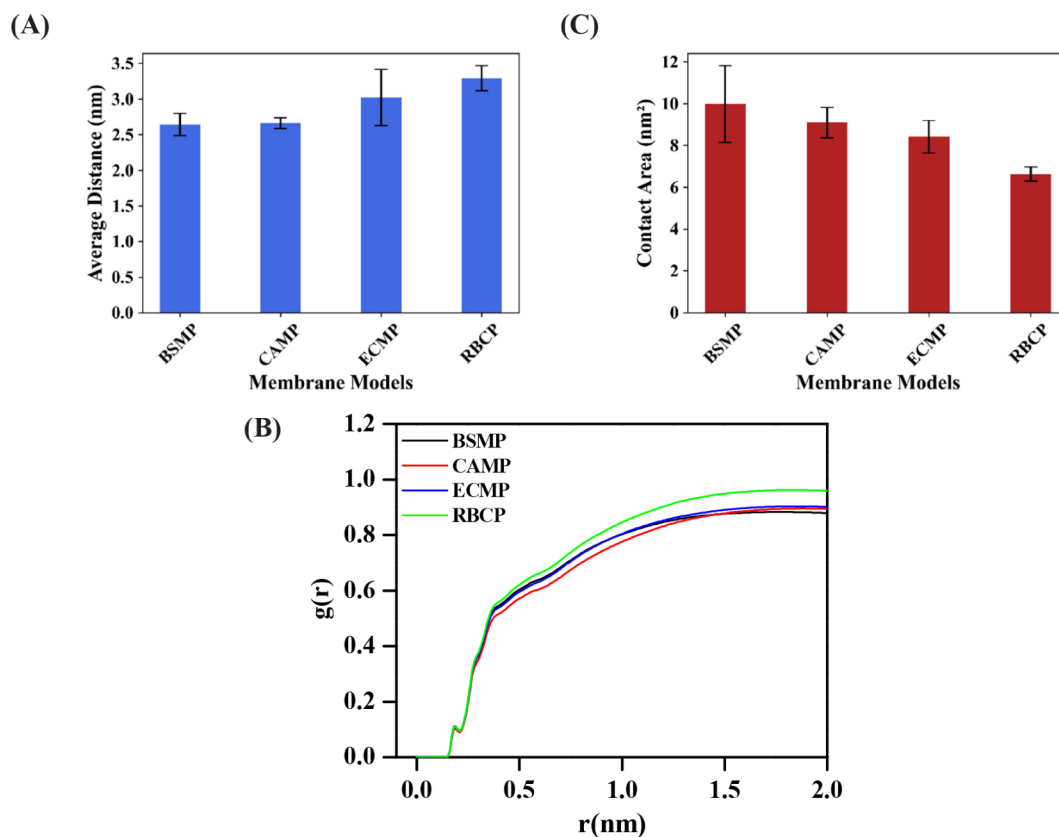 (A)
Average Distance (nm)
3.5
3.0
2.5
2.0
1.5
1.0
0.5
0.0
BSMP
CAMP
ECMP
RBCP
Membrane Models
(C)
Contact Area (nm²)
12
10
8
6
4
2
0
BSMP
CAMP
ECMP
RBCP
Membrane Models
(B)
g(r)
1.2
1.0
0.8
0.6
0.4
0.2
0.0
BSMP
CAMP
ECMP
RBCP
0.0 0.5 1.0 1.5 2.0
r(nm)